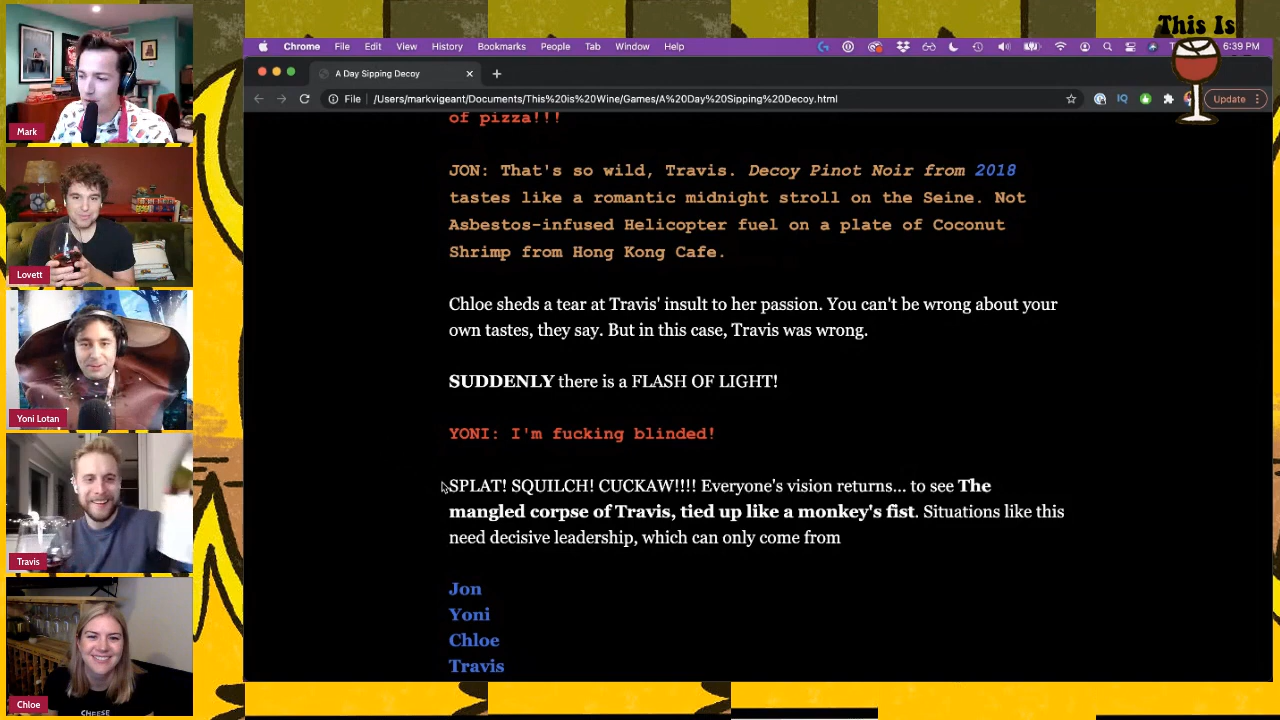 This Is
Chrome File Edit View History Bookmarks People Tab Window Help
6:39 PM
A Day Sipping Decoy
File /Users/markvigeant/Documents/This%20is%20Wine/Games/A%20Day%20Sipping%20Decoy.html
IQ
Update
of pizza!!!
JON: That's so wild, Travis. Decoy Pinot Noir from 2018
tastes like a romantic midnight stroll on the Seine. Not
Asbestos-infused Helicopter fuel on a plate of Coconut
Shrimp from Hong Kong Cafe.
Chloe sheds a tear at Travis' insult to her passion. You can't be wrong about your
own tastes, they say. But in this case, Travis was wrong.
SUDDENLY there is a FLASH OF LIGHT!
YONI: I'm fucking blinded!
SPLAT! SQUILCH! CUCKAW!!!! Everyone's vision returns... to see The
mangled corpse of Travis, tied up like a monkey's fist. Situations like this
need decisive leadership, which can only come from
Jon
Yoni
Chloe
Travis
Mark
Lovett
Yoni Lotan
Travis
Chloe
CHEESE